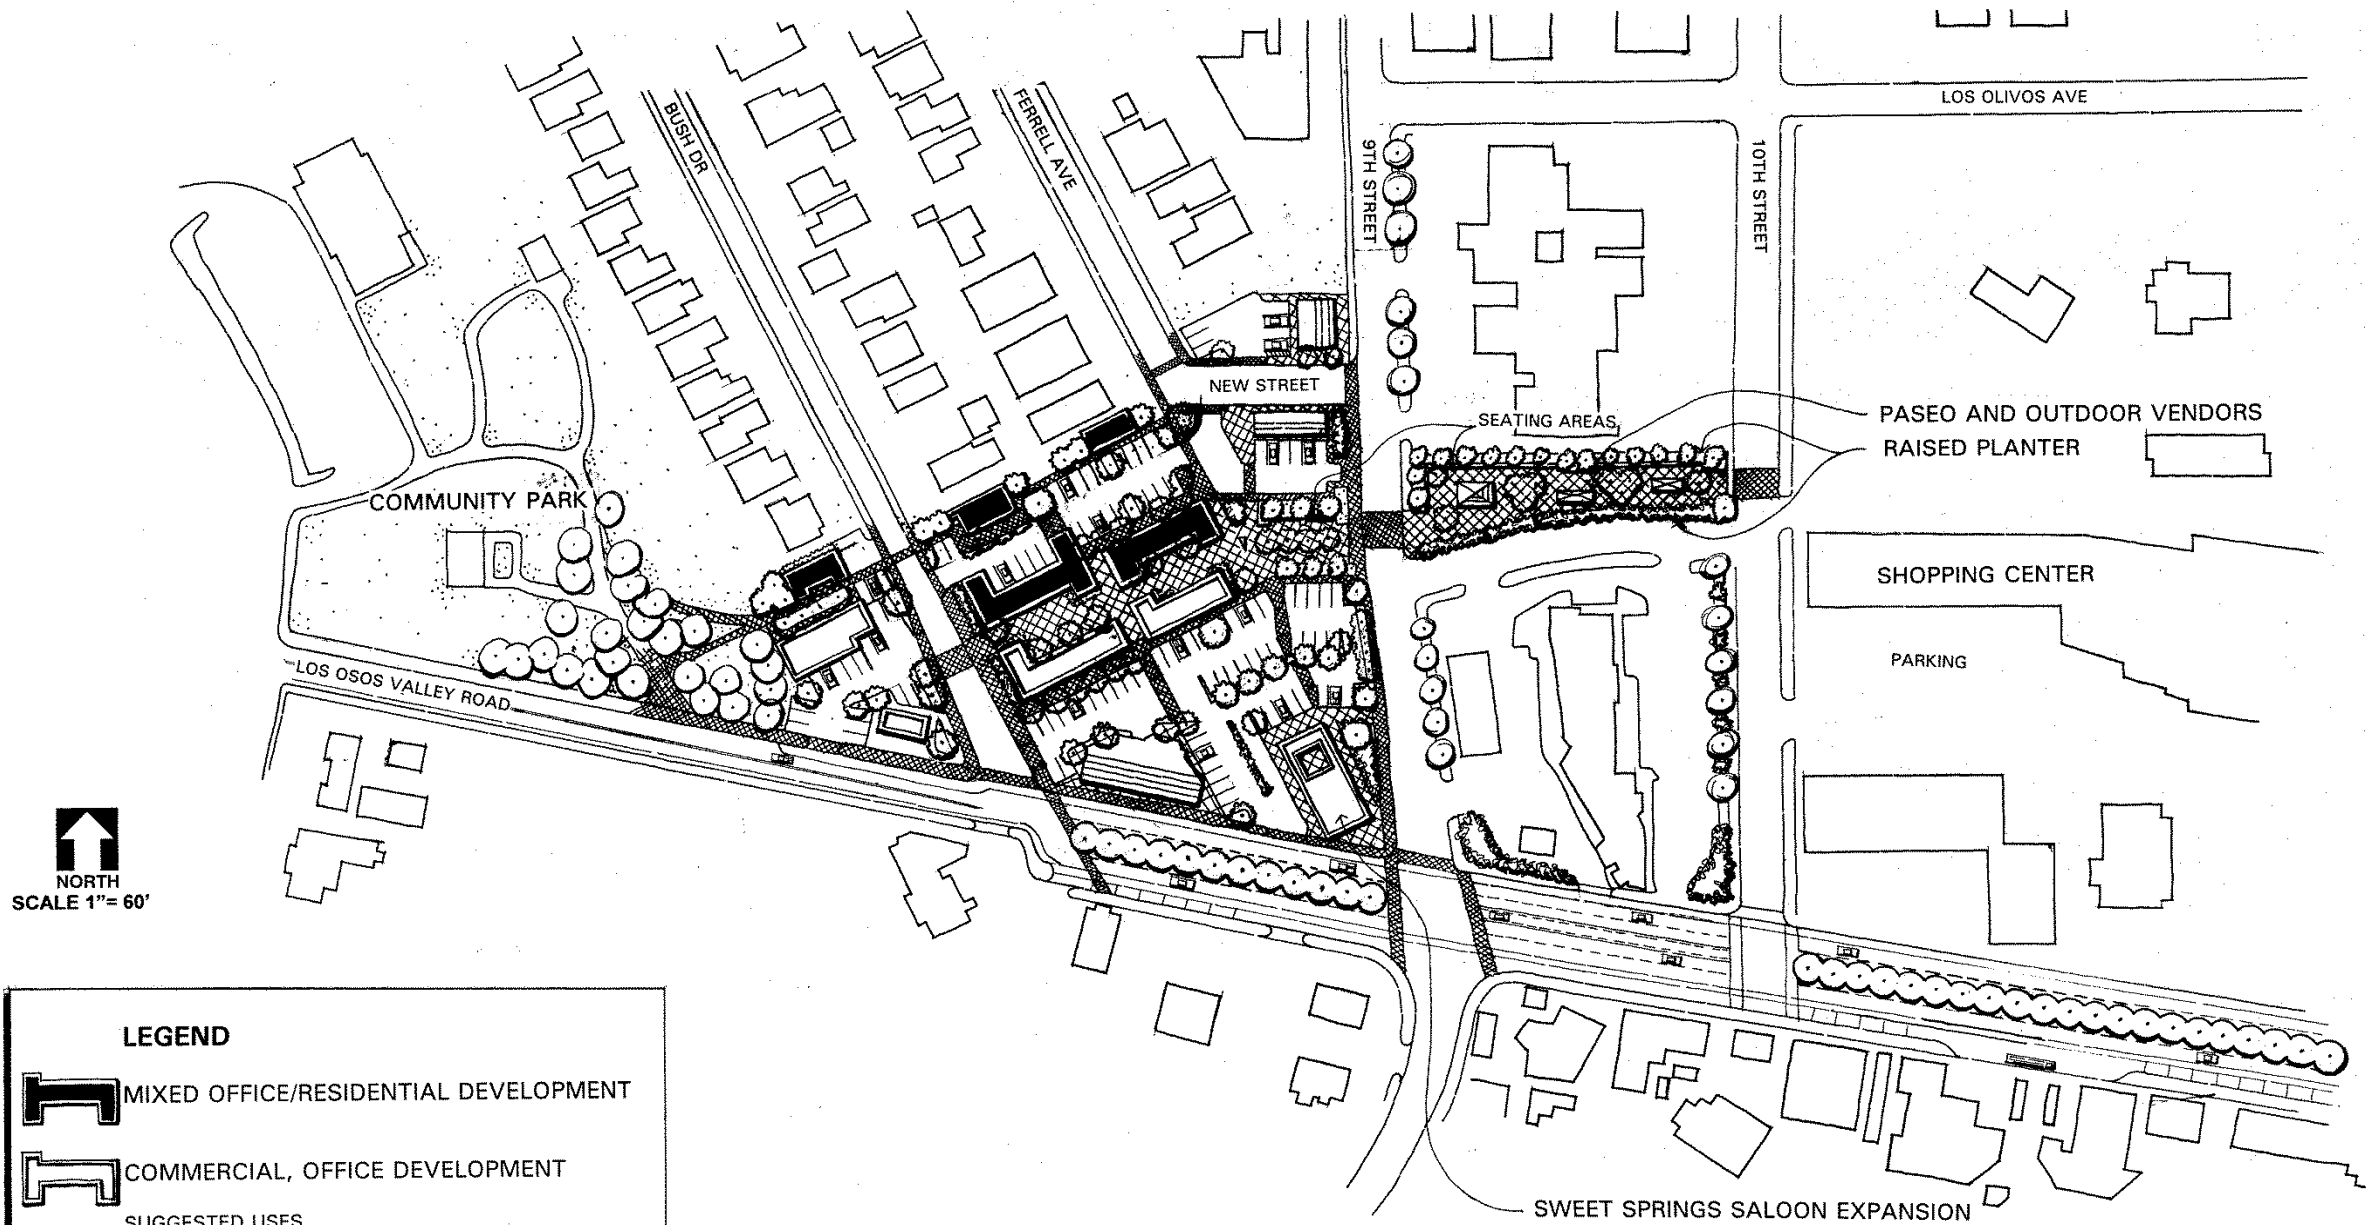 LOS OLIVOS AVE
BUSH DR
FERRELL AVE
9TH STREET
10TH STREET
NEW STREET
SEATING AREAS
PASEO AND OUTDOOR VENDORS
RAISED PLANTER
COMMUNITY PARK
SHOPPING CENTER
PARKING
LOS OSOS VALLEY ROAD
NORTH
SCALE 1"= 60'
LEGEND
MIXED OFFICE/RESIDENTIAL DEVELOPMENT
COMMERCIAL, OFFICE DEVELOPMENT
SUGGESTED USES
SWEET SPRINGS SALOON EXPANSION